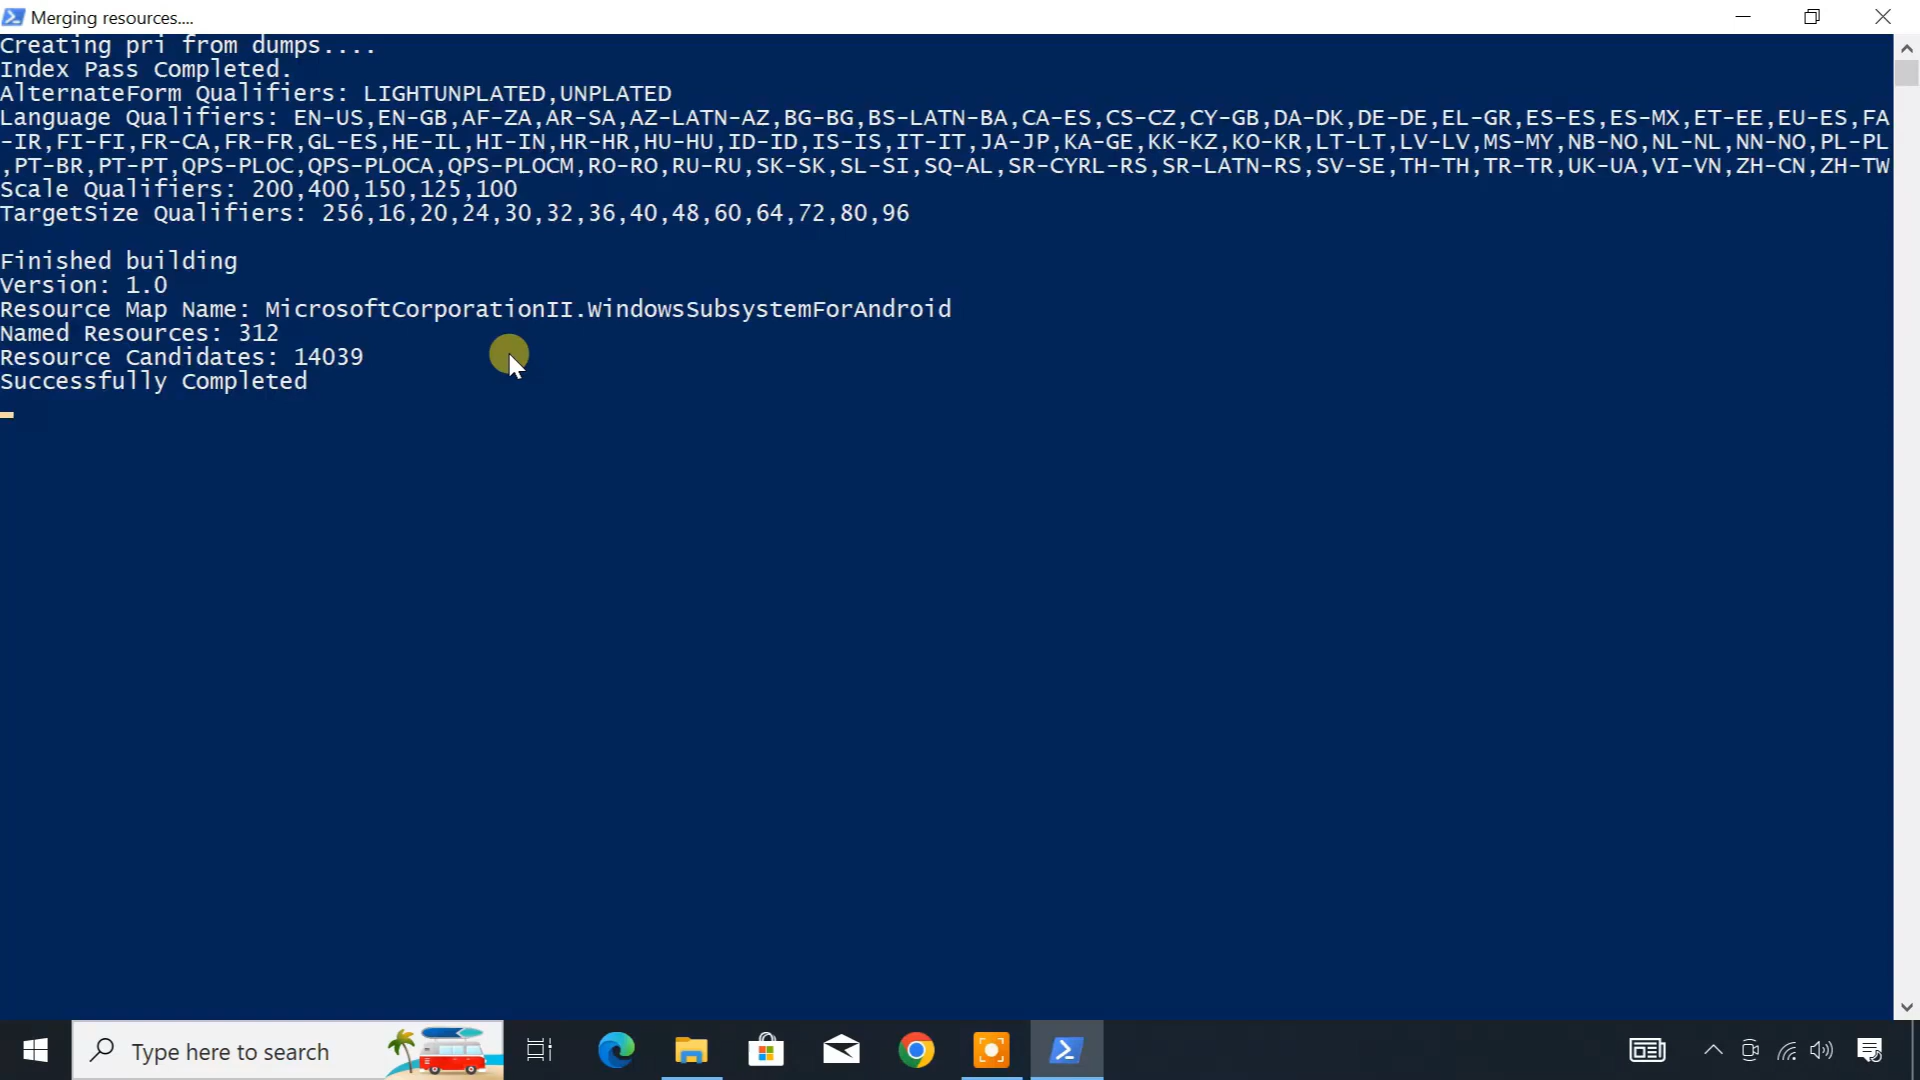 Merging resources....
Creating pri from dumps....
Index Pass Completed.
AlternateForm Qualifiers: LIGHTUNPLATED,UNPLATED
Language Qualifiers: EN-US,EN-GB,AF-ZA,AR-SA,AZ-LATN-AZ,BG-BG,BS-LATN-BA,CA-ES,CS-CZ,CY-GB,DA-DK,DE-DE,EL-GR,ES-ES,ES-MX,ET-EE,EU-ES,FA
-IR,FI-FI,FR-CA,FR-FR,GL-ES,HE-IL,HI-IN,HR-HR,HU-HU,ID-ID,IS-IS,IT-IT,JA-JP,KA-GE,KK-KZ,KO-KR,LT-LT,LV-LV,MS-MY,NB-NO,NL-NL,NN-NO,PL-PL
,PT-BR,PT-PT,QPS-PLOC,QPS-PLOCA,QPS-PLOCM,RO-RO,RU-RU,SK-SK,SL-SI,SQ-AL,SR-CYRL-RS,SR-LATN-RS,SV-SE,TH-TH,TR-TR,UK-UA,VI-VN,ZH-CN,ZH-TW
Scale Qualifiers: 200,400,150,125,100
TargetSize Qualifiers: 256,16,20,24,30,32,36,40,48,60,64,72,80,96
Finished building
Version: 1.0
Resource Map Name: MicrosoftCorporationII.WindowsSubsystemForAndroid
Named Resources: 312
Resource Candidates: 14039
Successfully Completed
Type here to search